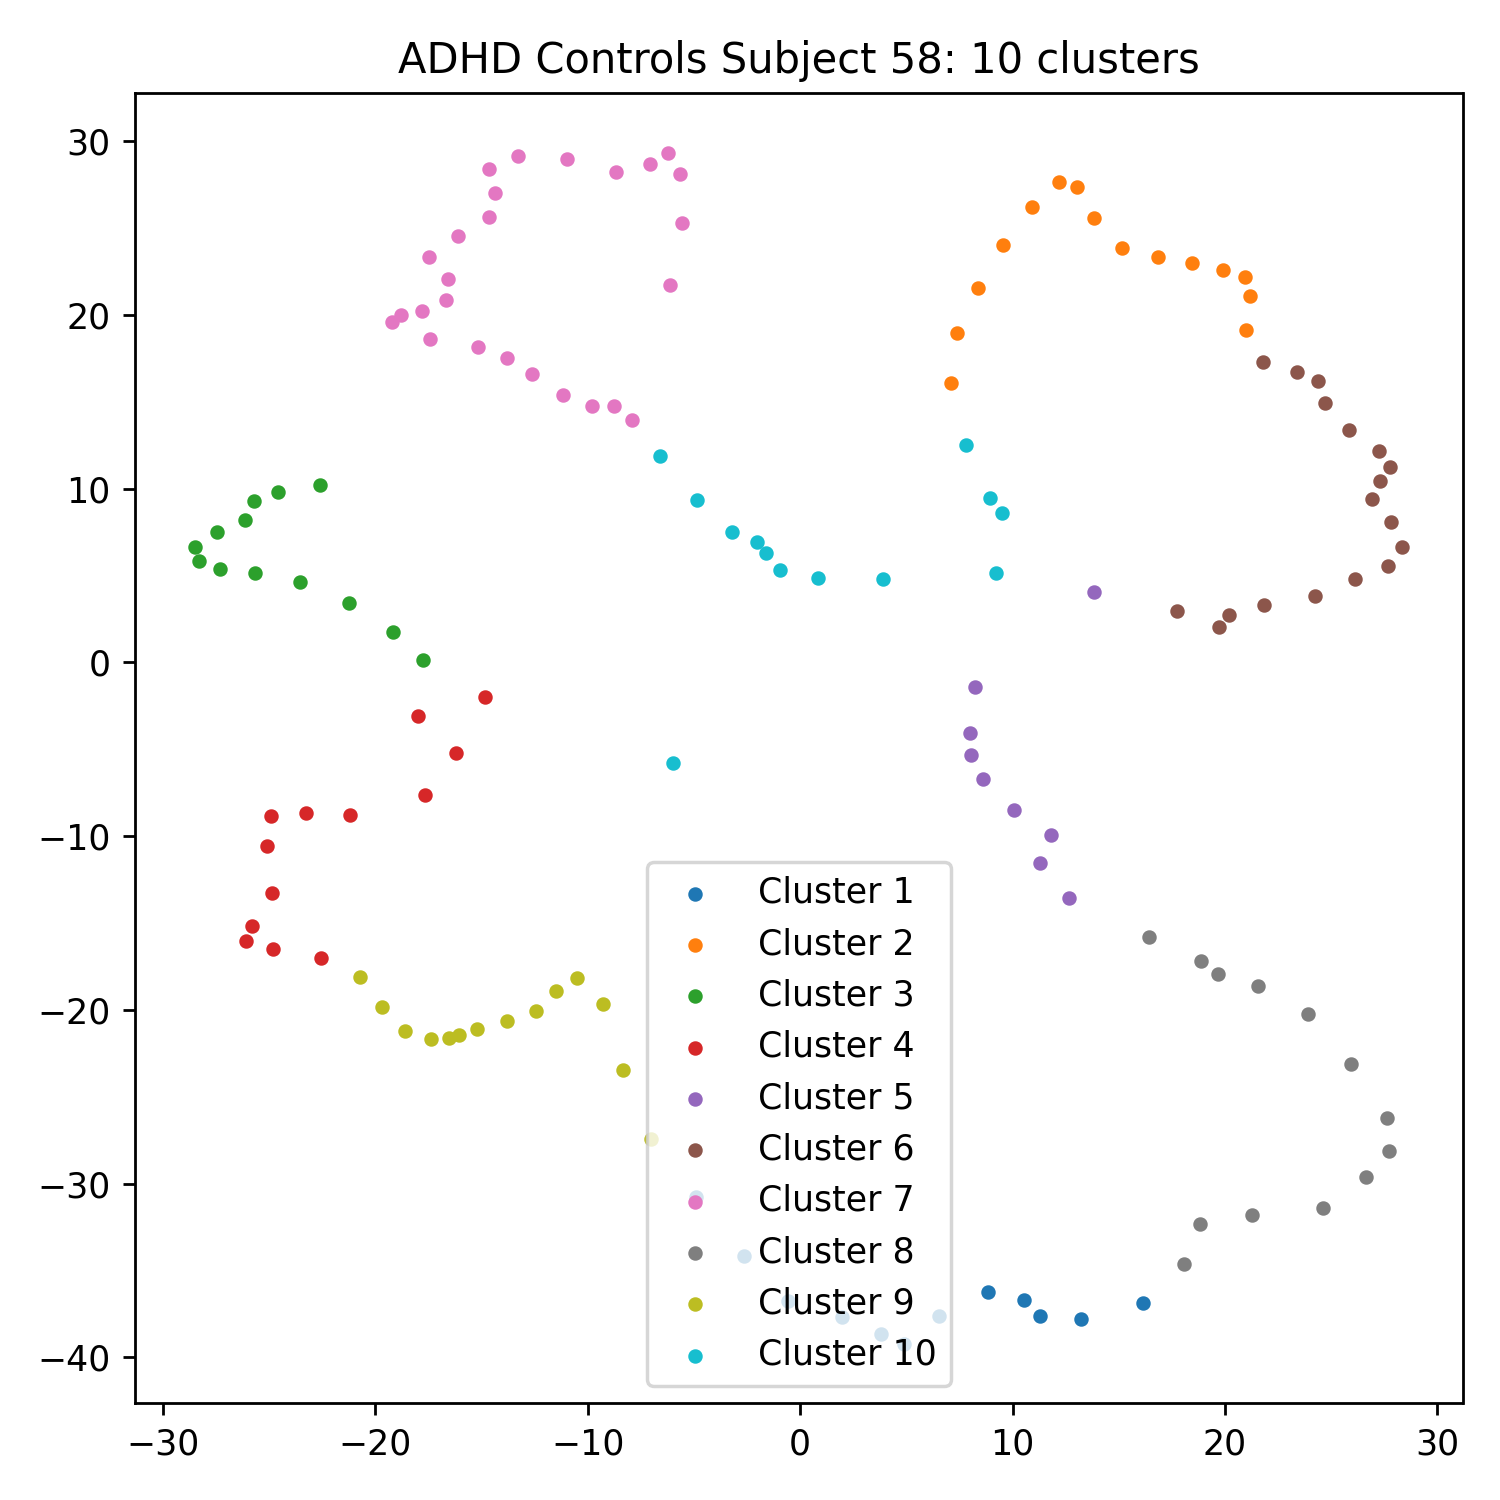 ADHD Controls Subject 58: 10 clusters
30
20
10
0
−10
−20
−30
−40
Cluster 1
Cluster 2
Cluster 3
Cluster 4
Cluster 5
Cluster 6
Cluster 7
Cluster 8
Cluster 9
Cluster 10
−30 −20 −10 0 10 20 30